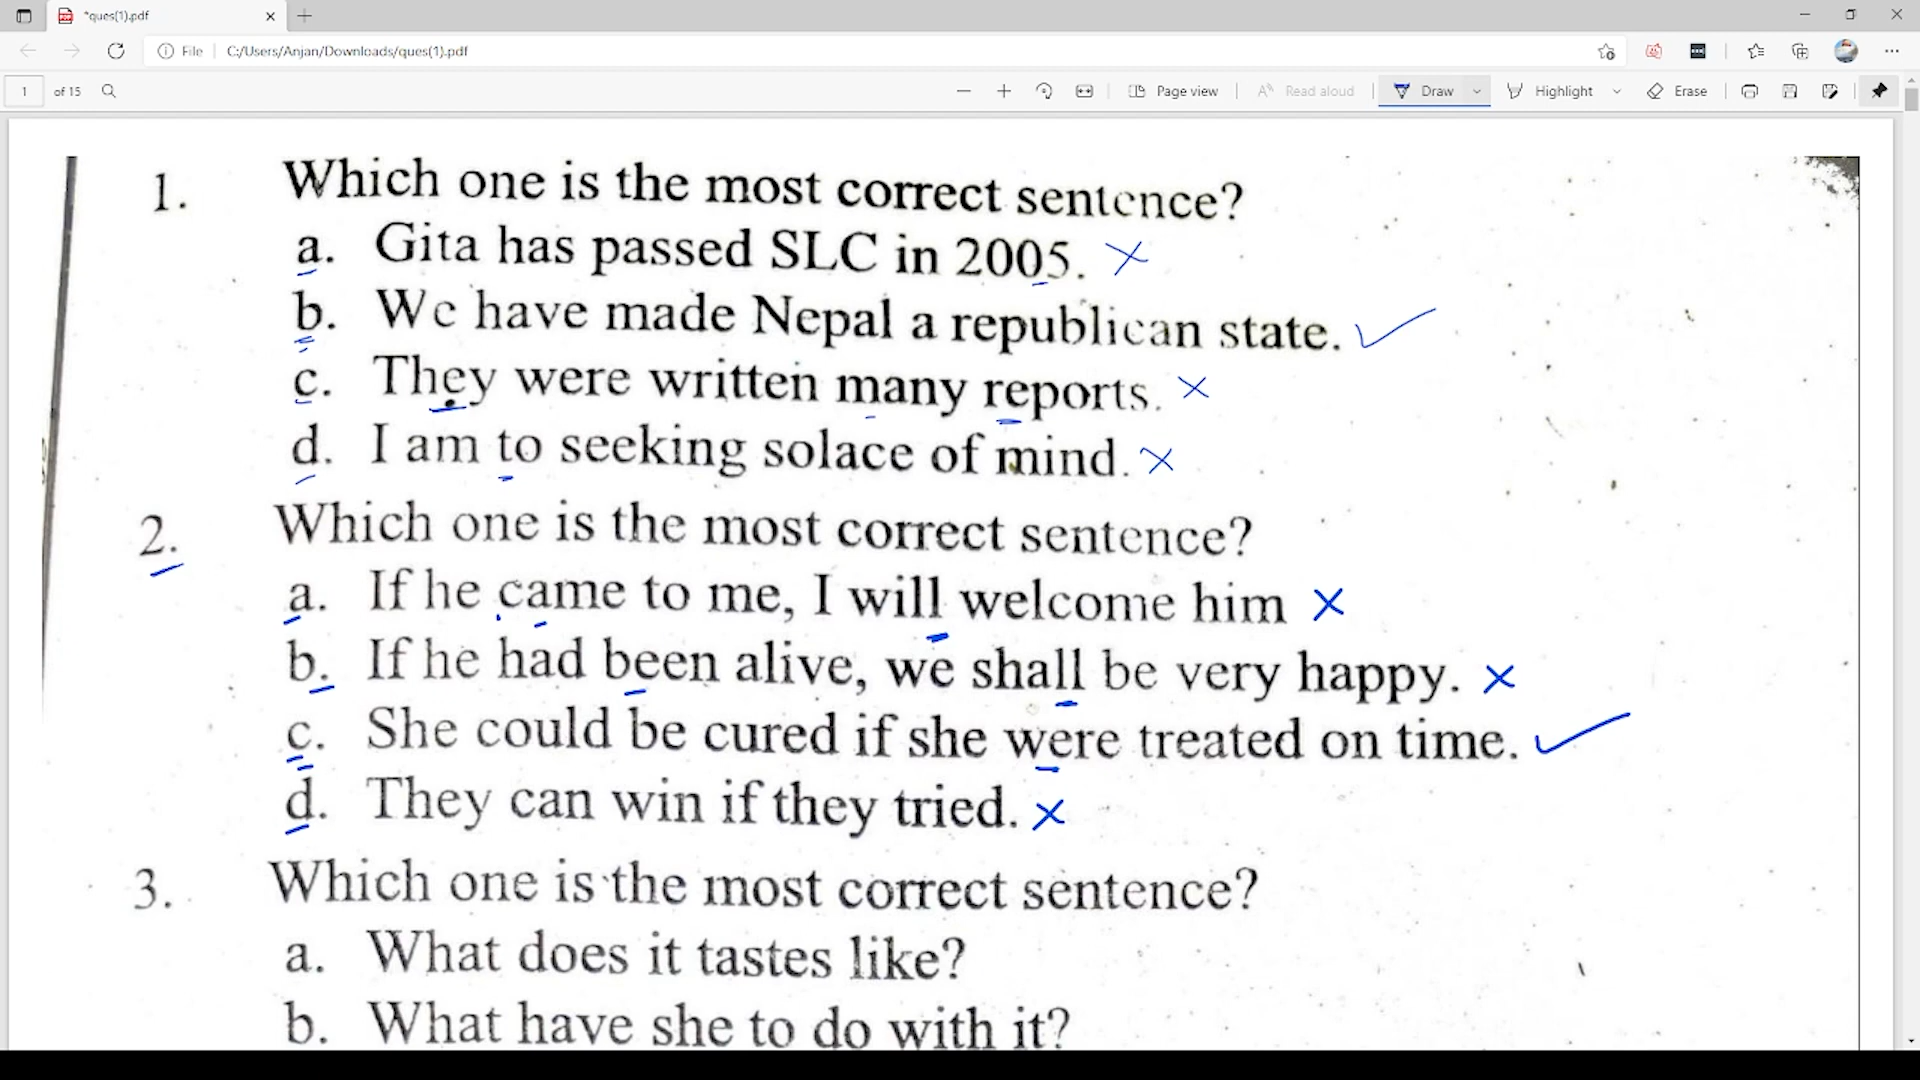 *ques(1).pdf
File C:/Users/Anjan/Downloads/ques(1).pdf
1 of 15 Page view Read aloud Draw Highlight Erase
1. Which one is the most correct sentence?
a. Gita has passed SLC in 2005.
b. We have made Nepal a republican state.
c. They were written many reports.
d. I am to seeking solace of mind.
2. Which one is the most correct sentence?
a. If he came to me, I will welcome him
b. If he had been alive, we shall be very happy.
c. She could be cured if she were treated on time.
d. They can win if they tried.
3. Which one is the most correct sentence?
a. What does it tastes like?
b. What have she to do with it?